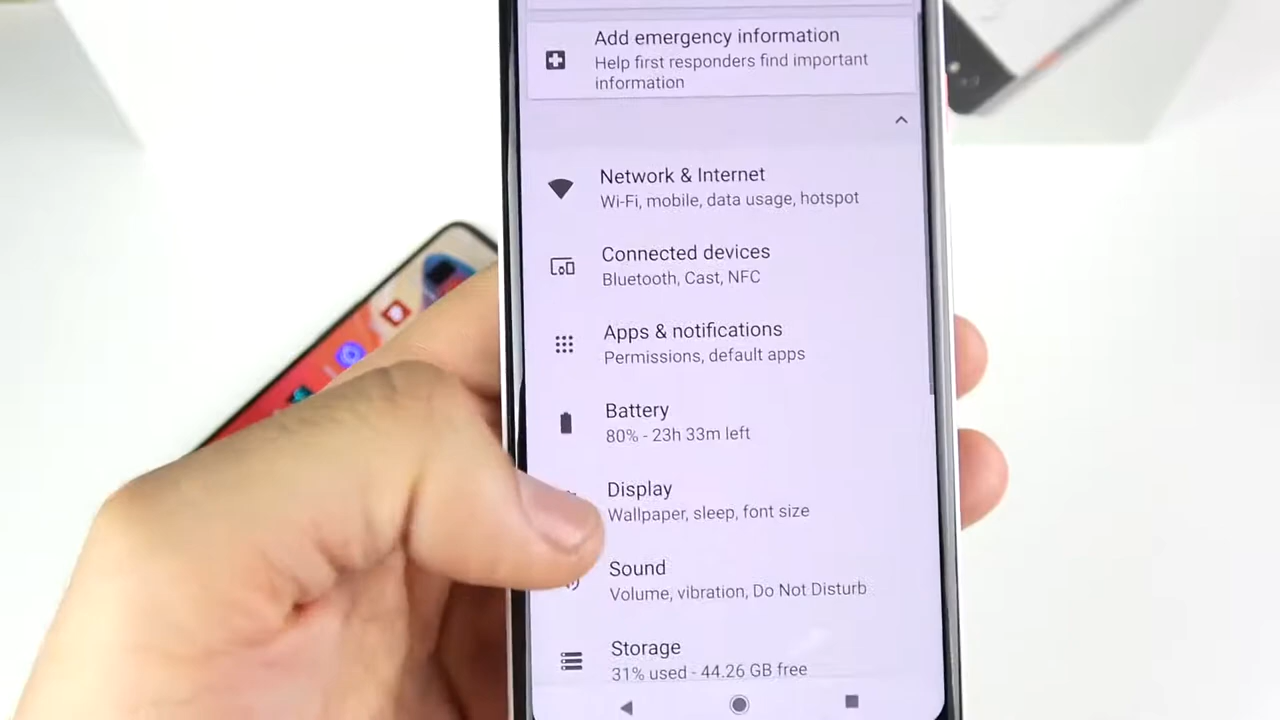 Add emergency information
Help first responders find important
information
Network & Internet
Wi-Fi, mobile, data usage, hotspot
Connected devices
Bluetooth, Cast, NFC
Apps & notifications
Permissions, default apps
Battery
80% - 23h 33m left
Display
Wallpaper, sleep, font size
Sound
Volume, vibration, Do Not Disturb
Storage
31% used - 44.26 GB free